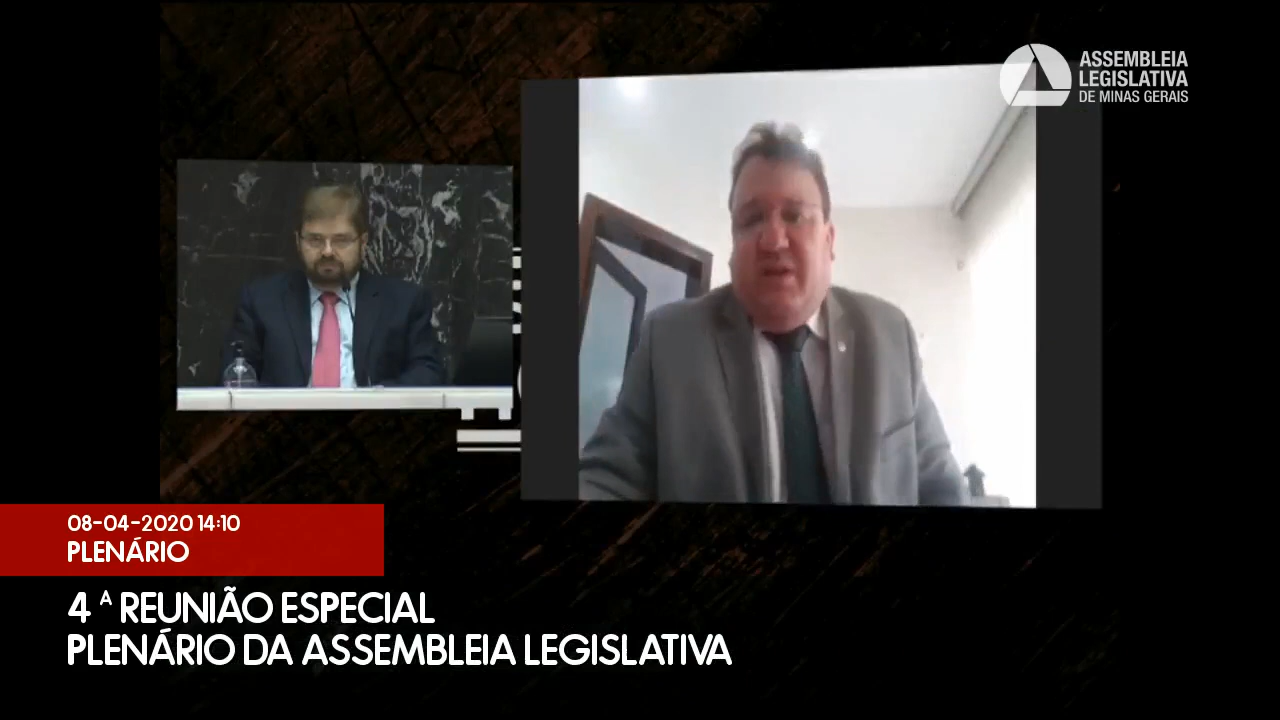 ASSEMBLEIA
LEGISLATIVA
DE MINAS GERAIS
08-04-2020 14:10
PLENÁRIO
4 ª REUNIÃO ESPECIAL
PLENÁRIO DA ASSEMBLEIA LEGISLATIVA